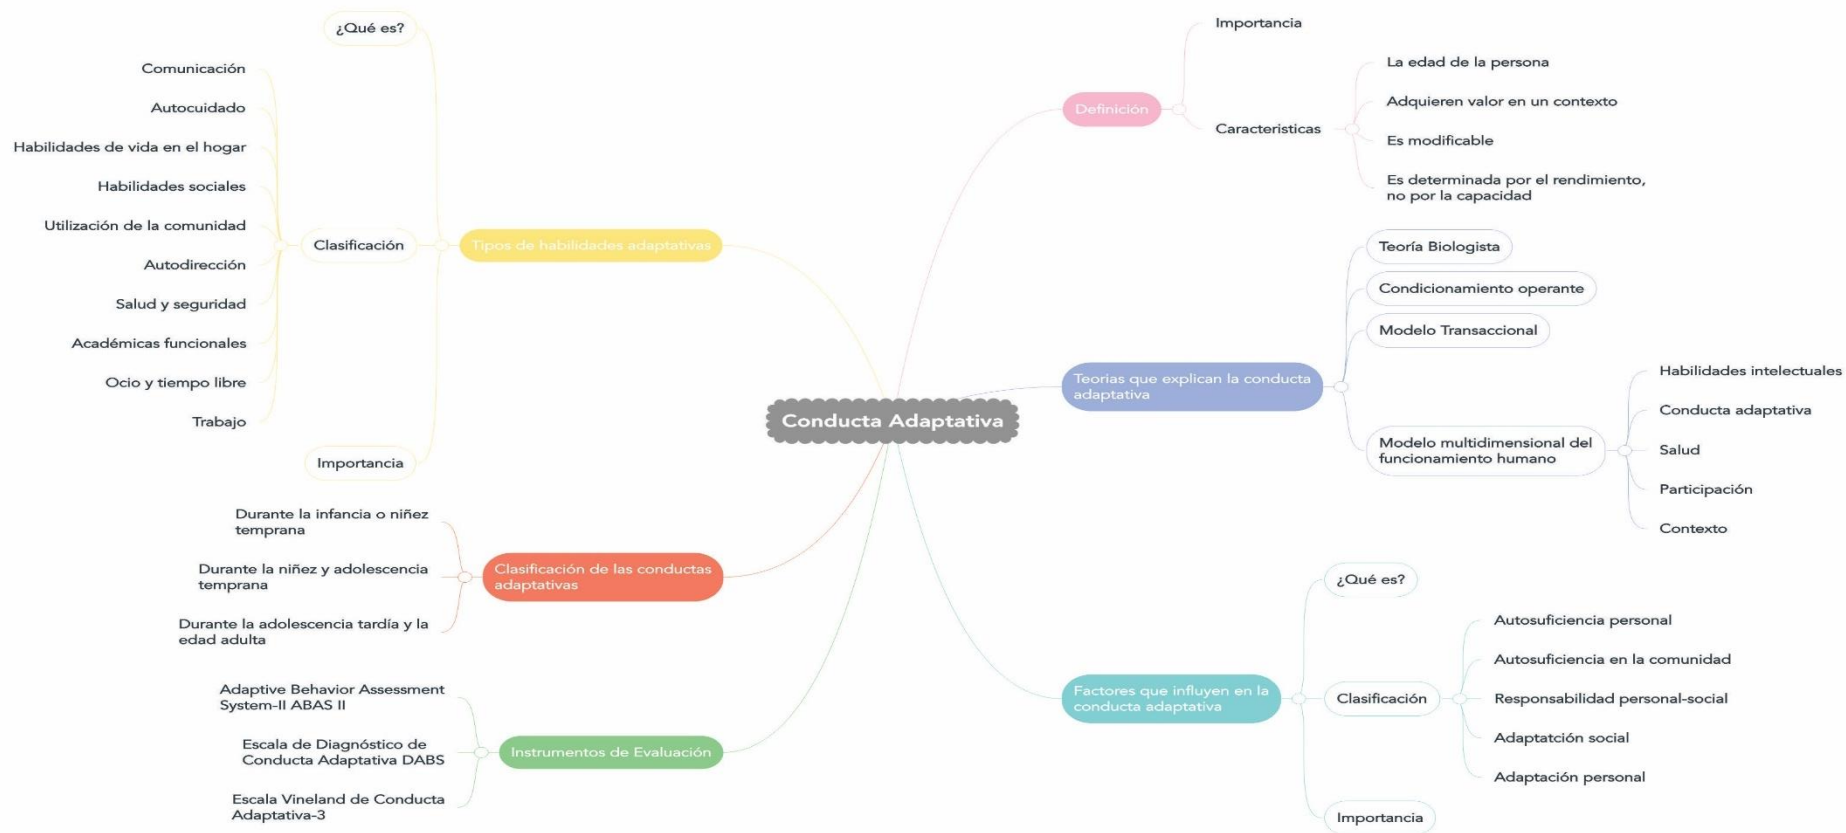 Conducta Adaptativa
Definición
Importancia
Caracteristicas
La edad de la persona
Adquieren valor en un contexto
Es modificable
Es determinada por el rendimiento,
no por la capacidad
Teorias que explican la conducta
adaptativa
Teoría Biologista
Condicionamiento operante
Modelo Transaccional
Modelo multidimensional del
funcionamiento humano
Habilidades intelectuales
Conducta adaptativa
Salud
Participación
Contexto
Factores que influyen en la
conducta adaptativa
¿Qué es?
Clasificación
Autosuficiencia personal
Autosuficiencia en la comunidad
Responsabilidad personal-social
Adaptatción social
Adaptación personal
Importancia
Tipos de habilidades adaptativas
¿Qué es?
Clasificación
Comunicación
Autocuidado
Habilidades de vida en el hogar
Habilidades sociales
Utilización de la comunidad
Autodirección
Salud y seguridad
Académicas funcionales
Ocio y tiempo libre
Trabajo
Importancia
Clasificación de las conductas
adaptativas
Durante la infancia o niñez
temprana
Durante la niñez y adolescencia
temprana
Durante la adolescencia tardía y la
edad adulta
Instrumentos de Evaluación
Adaptive Behavior Assessment
System-II ABAS II
Escala de Diagnóstico de
Conducta Adaptativa DABS
Escala Vineland de Conducta
Adaptativa-3